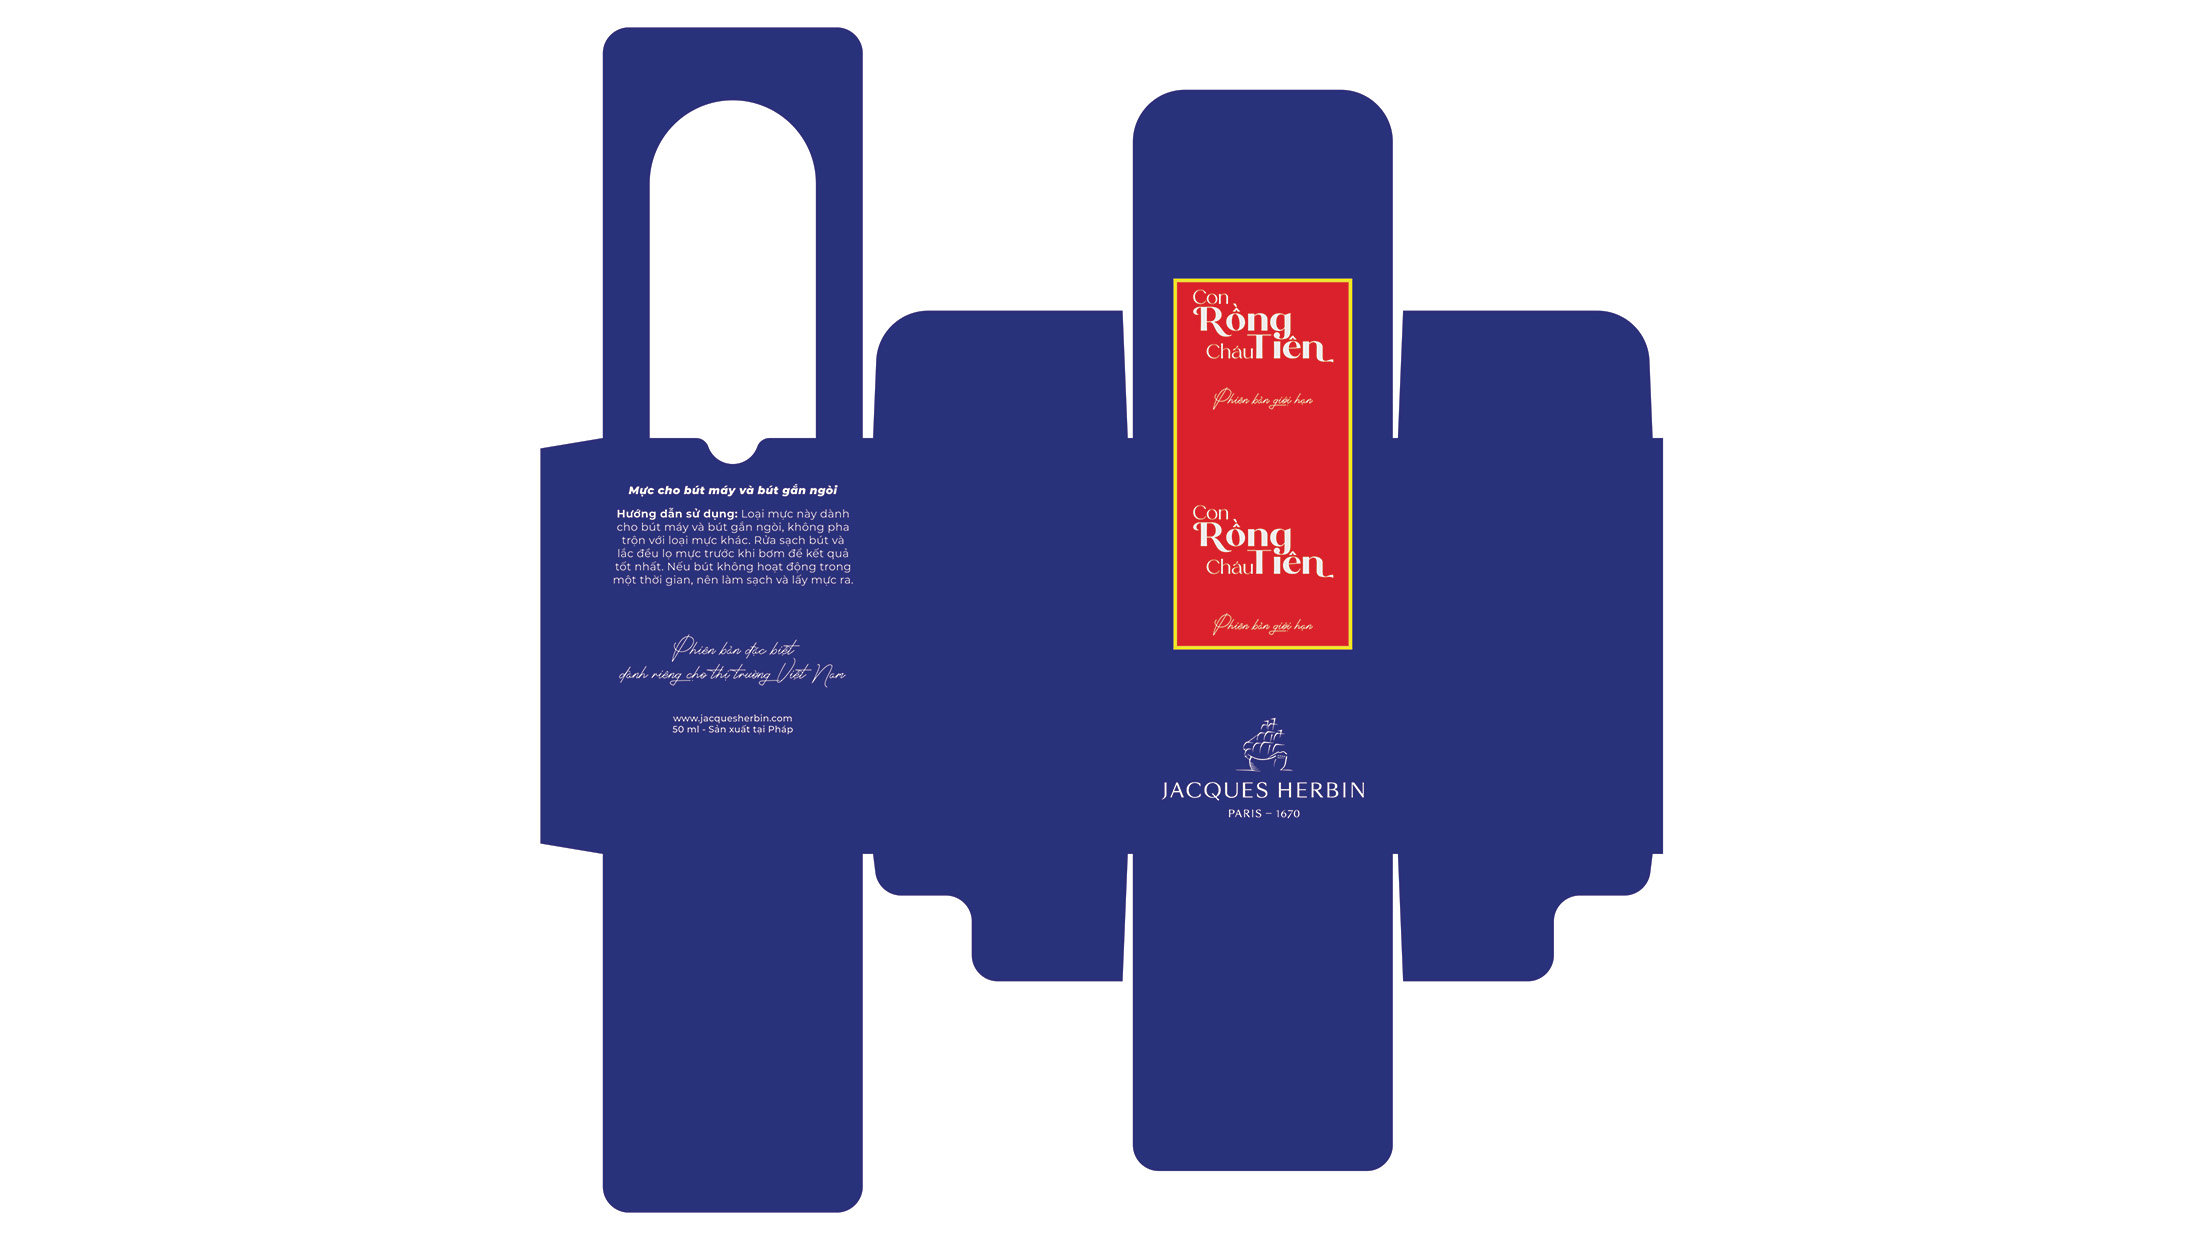 Mực cho bút máy và bút gắn ngòi
Hướng dẫn sử dụng: Loại mực này dành
cho bút máy và bút gắn ngòi, không pha
trộn với loại mực khác. Rửa sạch bút và
lắc đều lọ mực trước khi bơm để kết quả
tốt nhất. Nếu bút không hoạt động trong
một thời gian, nên làm sạch và lấy mực ra.
Phiên bản đặc biệt
dành riêng cho thị trường Việt Nam
www.jacquesherbin.com
50 ml - Sản xuất tại Pháp
Con
Rồng
Cháu Tiên
Phiên bản giới hạn
Con
Rồng
Cháu Tiên
Phiên bản giới hạn
JACQUES HERBIN
PARIS – 1670